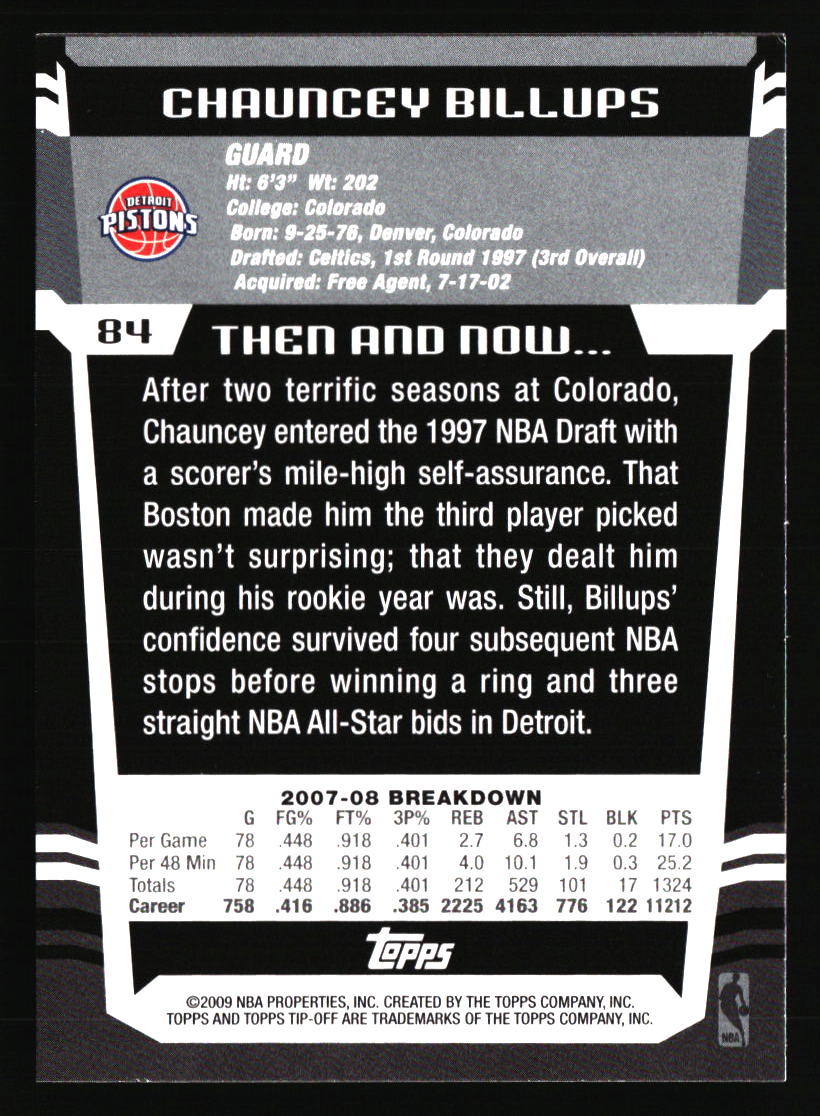 CHAUNCEY BILLUPS
GUARD
Ht: 6'3" Wt: 202
College: Colorado
Born: 9-25-76, Denver, Colorado
Drafted: Celtics, 1st Round 1997 (3rd Overall)
Acquired: Free Agent, 7-17-02
DETROIT
PISTONS
84
THEN AND NOW...
After two terrific seasons at Colorado,
Chauncey entered the 1997 NBA Draft with
a scorer's mile-high self-assurance. That
Boston made him the third player picked
wasn't surprising; that they dealt him
during his rookie year was. Still, Billups'
confidence survived four subsequent NBA
stops before winning a ring and three
straight NBA All-Star bids in Detroit.
2007-08 BREAKDOWN
G FG% FT% 3P% REB AST STL BLK PTS
Per Game 78 .448 .918 .401 2.7 6.8 1.3 0.2 17.0
Per 48 Min 78 .448 .918 .401 4.0 10.1 1.9 0.3 25.2
Totals 78 .448 .918 .401 212 529 101 17 1324
Career 758 .416 .886 .385 2225 4163 776 122 11212
Topps
©2009 NBA PROPERTIES, INC. CREATED BY THE TOPPS COMPANY, INC.
TOPPS AND TOPPS TIP-OFF ARE TRADEMARKS OF THE TOPPS COMPANY, INC.
NBA